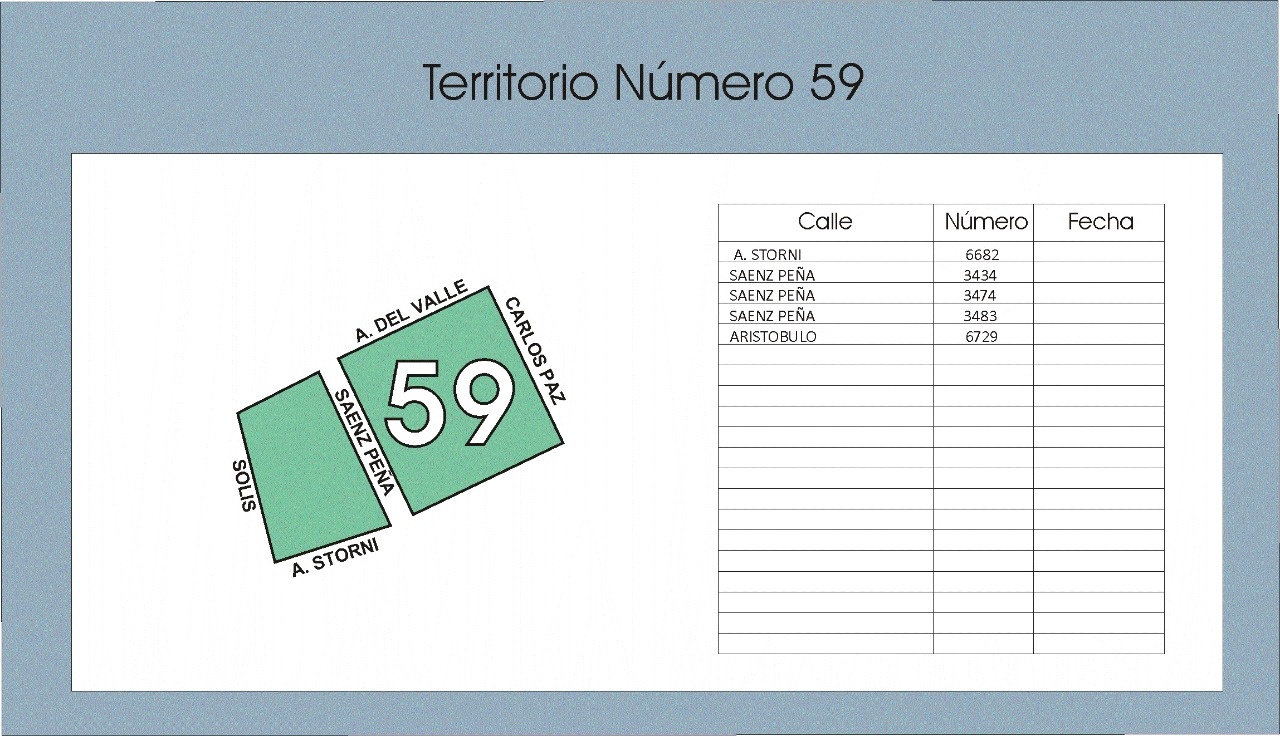 Territorio Número 59
A. DEL VALLE
CARLOS PAZ
59
SAENZ PEÑA
SOLIS
A. STORNI
Calle Número Fecha
A. STORNI 6682
SAENZ PEÑA 3434
SAENZ PEÑA 3474
SAENZ PEÑA 3483
ARISTOBULO 6729